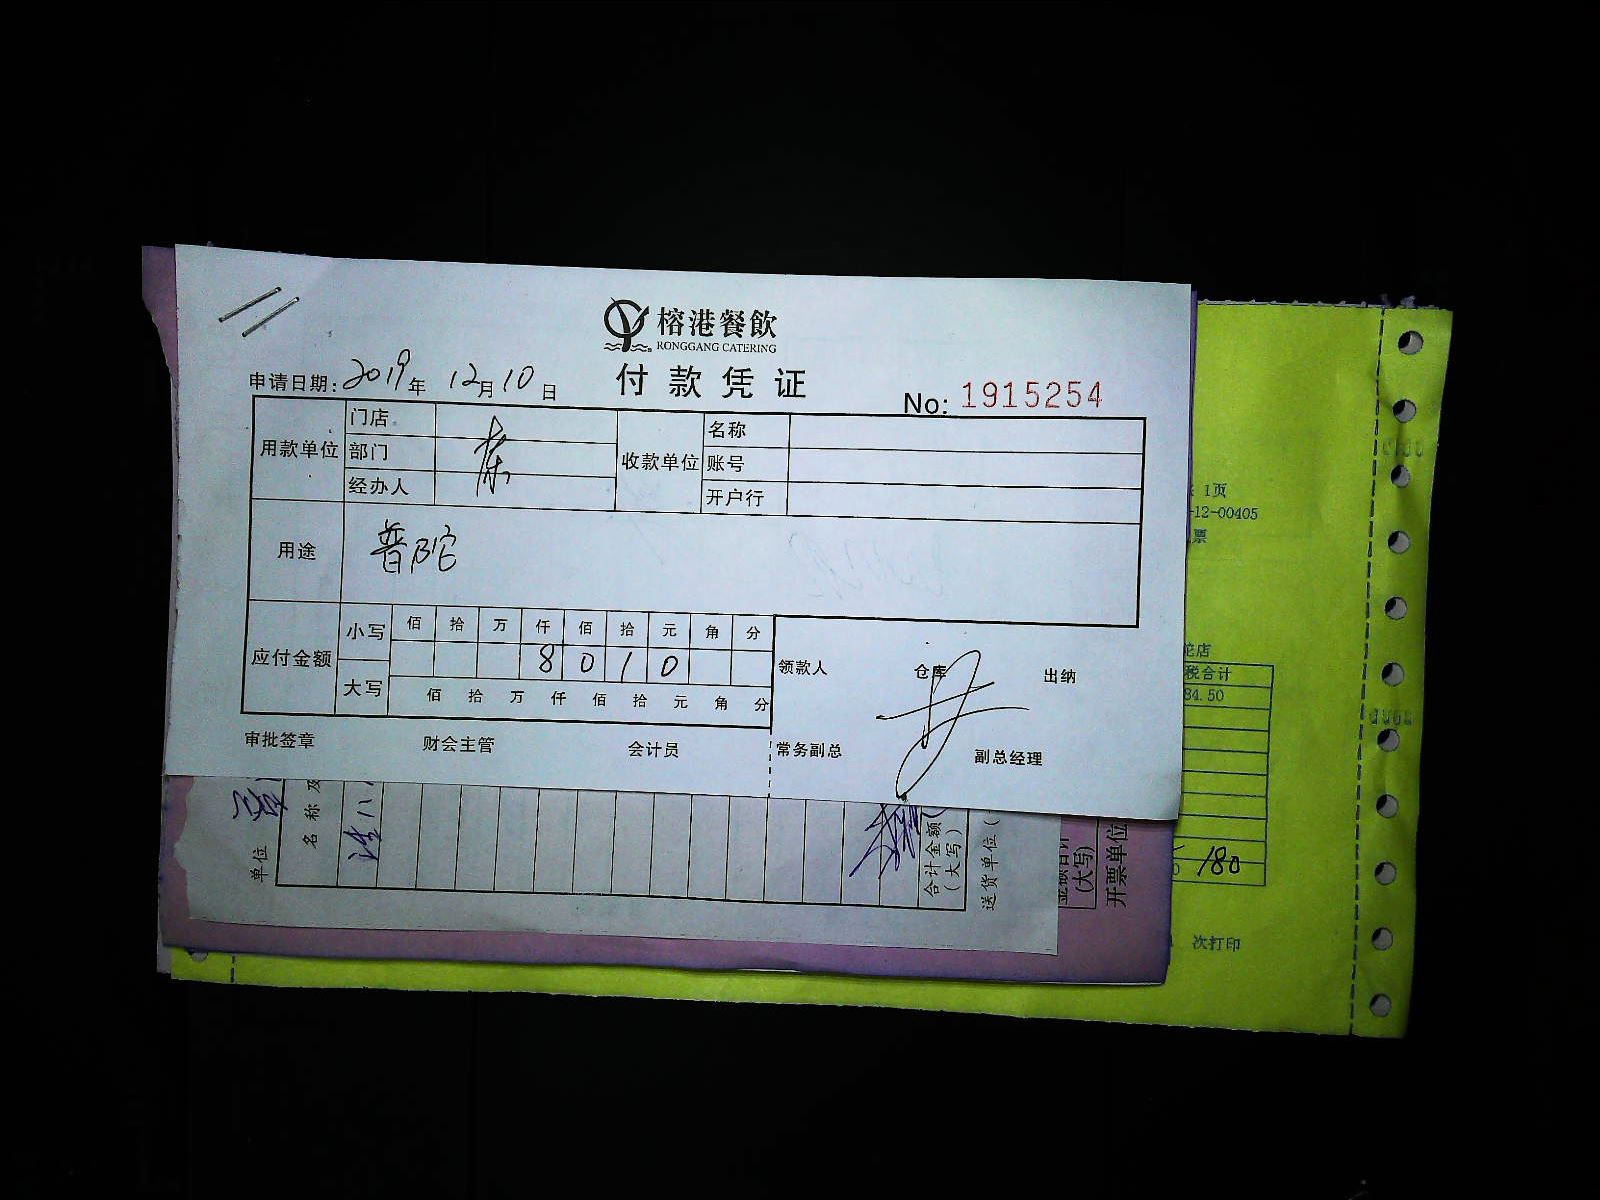 榕港餐飲
RONGGANG CATERING
付款凭证
申请日期: 2019年 12月10日
No: 1915254
用款单位 门店 收款单位 名称
部门 账号
经办人 开户行
用途 普陀
应付金额 小写 佰 拾 万 仟 佰 拾 元 角 分
8 0 1 0
大写 佰 拾 万 仟 佰 拾 元 角 分
领款人 仓库 出纳
审批签章 财会主管 会计员 常务副总 副总经理
1页
-12-00405
票
陀店
税合计
84.50
180
次打印
单位
名称及
合计金额
(大写)
送货单位(
(大写)
开票单位